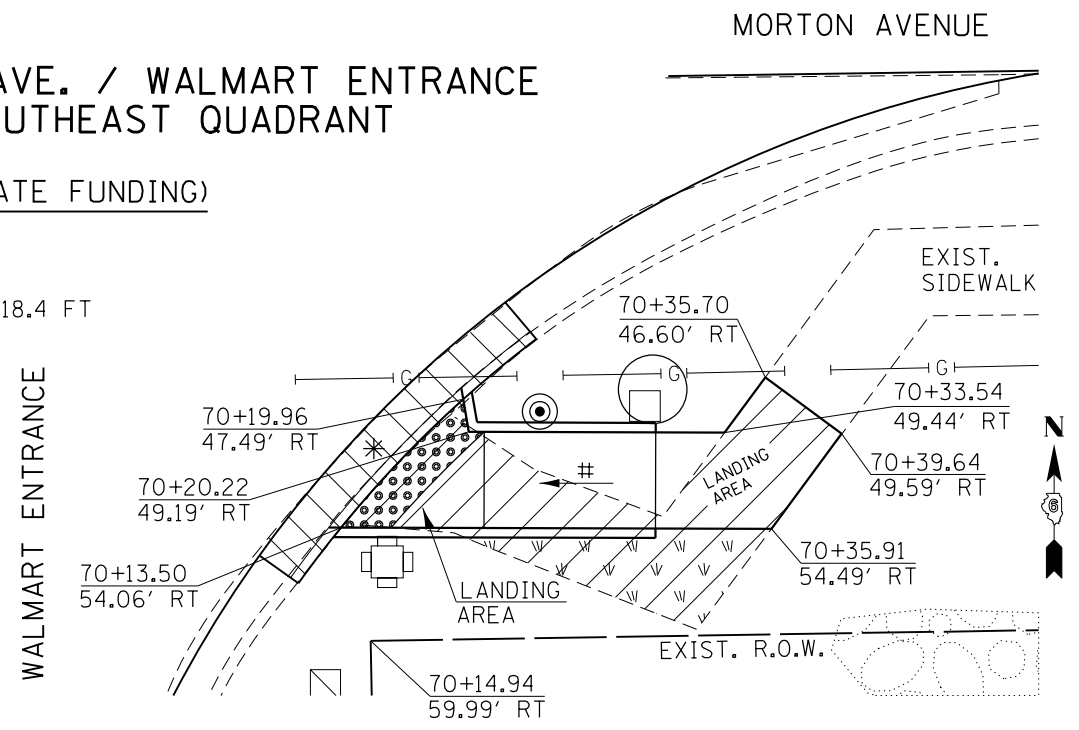 MORTON AVENUE
AVE. / WALMART ENTRANCE
UTHEAST QUADRANT
ATE FUNDING)
EXIST.
SIDEWALK
18.4 FT
70+35.70
46.60' RT
WALMART ENTRANCE
G
G
G
70+33.54
49.44' RT
70+19.96
47.49' RT
N
70+39.64
49.59' RT
LANDING
AREA
#
70+20.22
49.19' RT
6
70+35.91
54.49' RT
70+13.50
54.06' RT
LANDING
AREA
EXIST. R.O.W.
70+14.94
59.99' RT